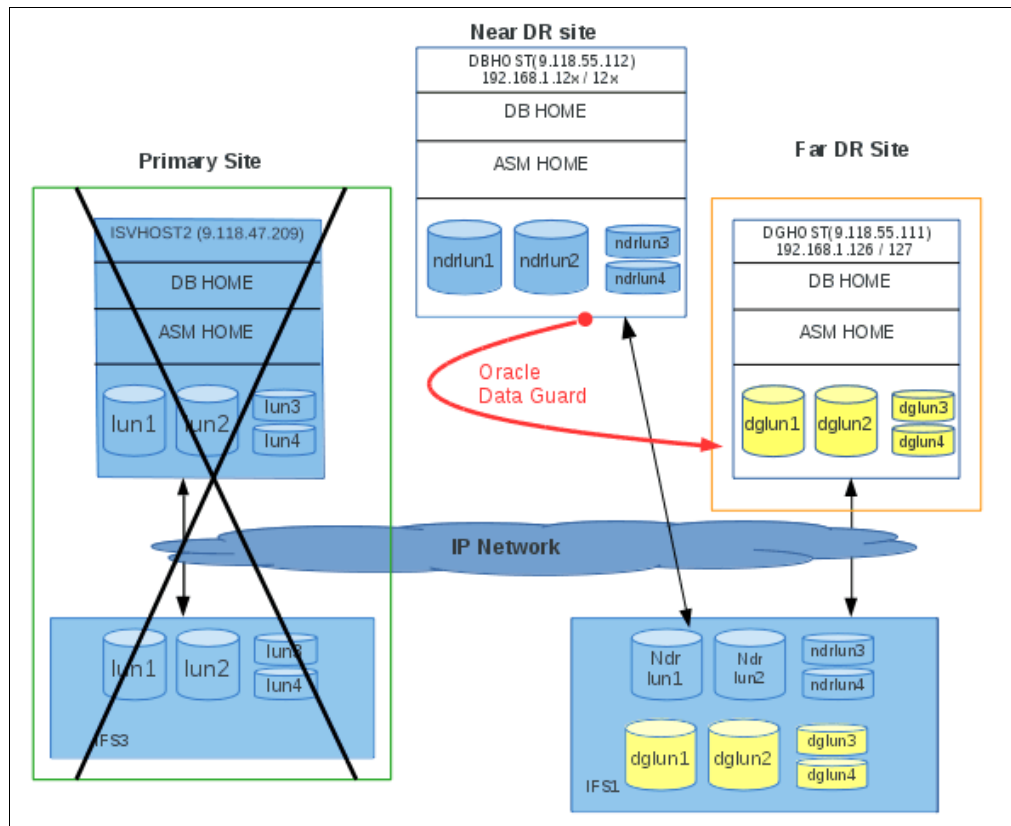 Near DR site
DBHOST(9.118.55.112)
192.168.1.12x / 12x
DB HOME
ASM HOME
ndrlun1
ndrlun2
ndrlun3
ndrlun4
Primary Site
ISVHOST2 (9.118.47.209)
DB HOME
ASM HOME
lun1
lun2
lun3
lun4
Far DR Site
DGHOST(9.118.55.111)
192.168.1.126 / 127
DB HOME
ASM HOME
dglun1
dglun2
dglun3
dglun4
Oracle
Data Guard
IP Network
lun1
lun2
lun3
lun4
IFS3
Ndr
lun1
Ndr
lun2
ndrlun3
ndrlun4
dglun1
dglun2
dglun3
dglun4
IFS1